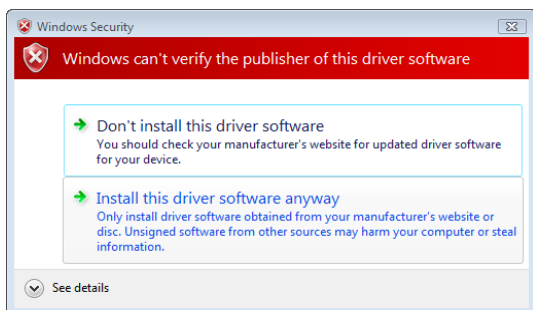 Windows Security
Windows can't verify the publisher of this driver software
Don't install this driver software
You should check your manufacturer's website for updated driver software
for your device.
Install this driver software anyway
Only install driver software obtained from your manufacturer's website or
disc. Unsigned software from other sources may harm your computer or steal
information.
See details